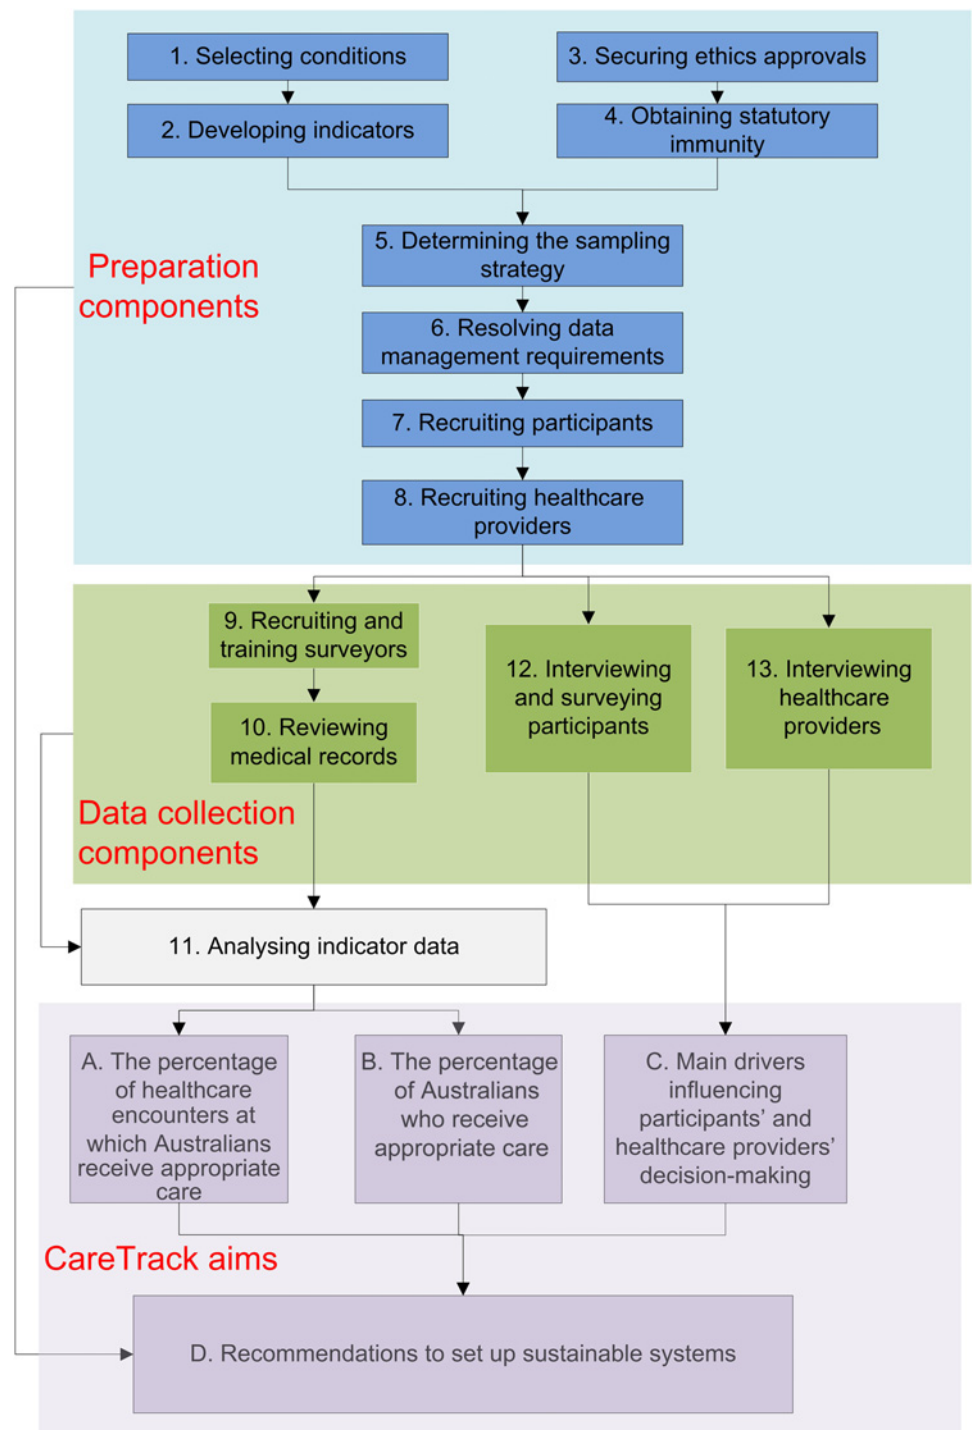 1. Selecting conditions
3. Securing ethics approvals
2. Developing indicators
4. Obtaining statutory
immunity
5. Determining the sampling
strategy
Preparation
components
6. Resolving data
management requirements
7. Recruiting participants
8. Recruiting healthcare
providers
9. Recruiting and
training surveyors
12. Interviewing
and surveying
participants
13. Interviewing
healthcare
providers
10. Reviewing
medical records
Data collection
components
11. Analysing indicator data
A. The percentage
of healthcare
encounters at
which Australians
receive appropriate
care
B. The percentage
of Australians
who receive
appropriate care
C. Main drivers
influencing
participants’ and
healthcare providers’
decision-making
CareTrack aims
D. Recommendations to set up sustainable systems